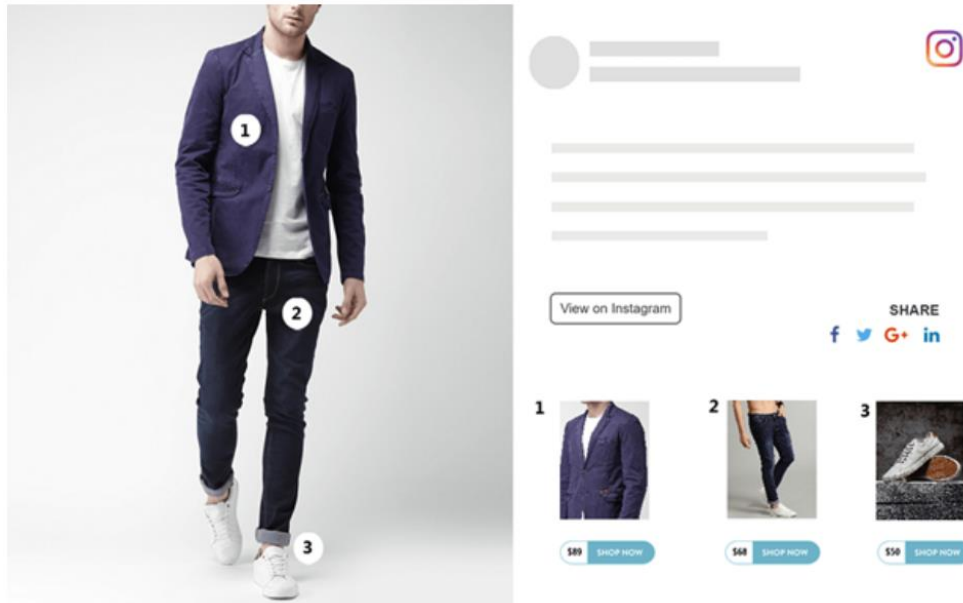 1
2
3
View on Instagram
SHARE
f G+ in
1 2 3
$89 SHOP NOW
$68 SHOP NOW
$50 SHOP NOW